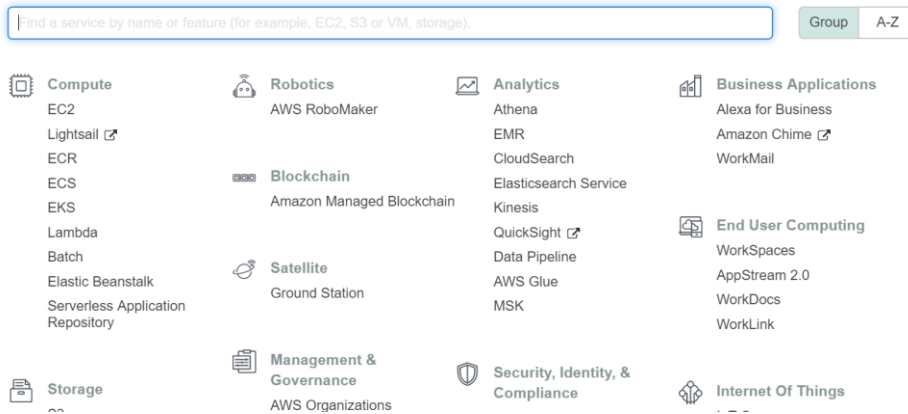 Find a service by name or feature (for example, EC2, S3 or VM, storage).
Group
A-Z
Compute
EC2
Lightsail
ECR
ECS
EKS
Lambda
Batch
Elastic Beanstalk
Serverless Application
Repository
Storage
S3
Robotics
AWS RoboMaker
Blockchain
Amazon Managed Blockchain
Satellite
Ground Station
Management &
Governance
AWS Organizations
Analytics
Athena
EMR
CloudSearch
Elasticsearch Service
Kinesis
QuickSight
Data Pipeline
AWS Glue
MSK
Security, Identity, &
Compliance
Business Applications
Alexa for Business
Amazon Chime
WorkMail
End User Computing
WorkSpaces
AppStream 2.0
WorkDocs
WorkLink
Internet Of Things